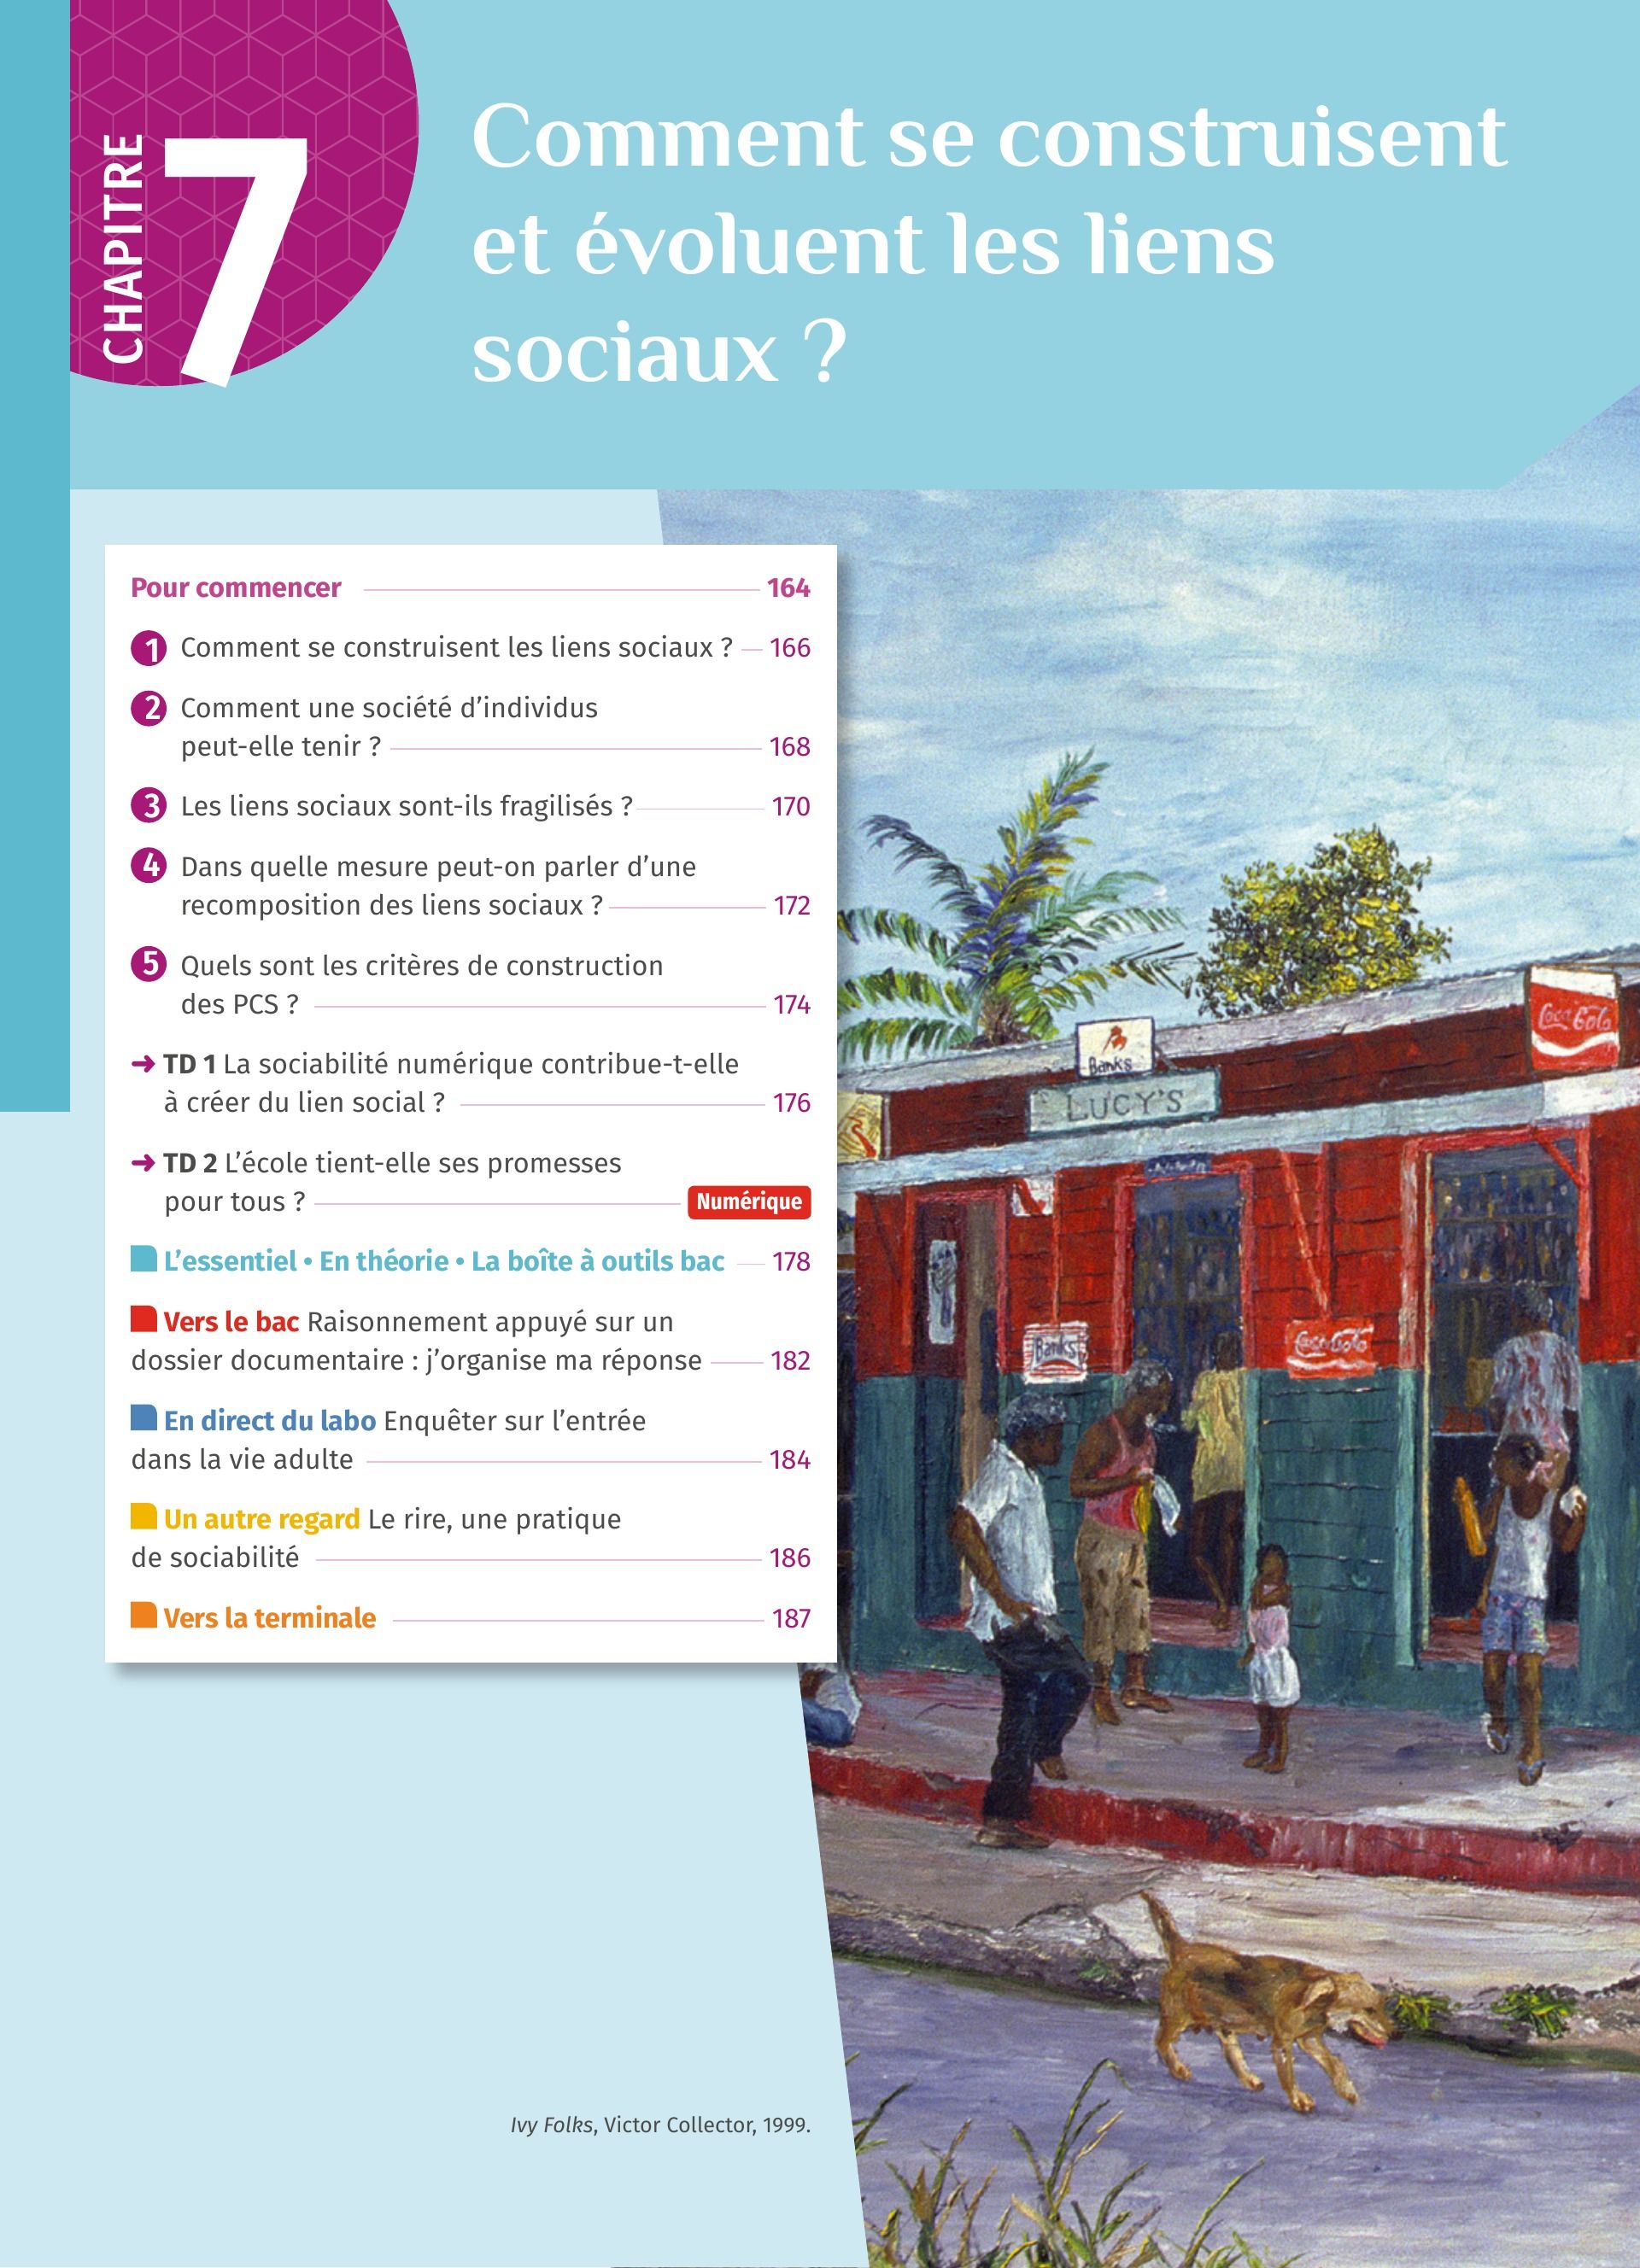 CHAPITRE
7
Comment se construisent
et évoluent les liens
sociaux ?
Pour commencer 164
1 Comment se construisent les liens sociaux ? 166
2 Comment une société d’individus
peut-elle tenir ? 168
3 Les liens sociaux sont-ils fragilisés ? 170
4 Dans quelle mesure peut-on parler d’une
recomposition des liens sociaux ? 172
5 Quels sont les critères de construction
des PCS ? 174
➜ TD 1 La sociabilité numérique contribue-t-elle
à créer du lien social ? 176
➜ TD 2 L’école tient-elle ses promesses
pour tous ? Numérique
L’essentiel • En théorie • La boîte à outils bac 178
Vers le bac Raisonnement appuyé sur un
dossier documentaire : j’organise ma réponse 182
En direct du labo Enquêter sur l’entrée
dans la vie adulte 184
Un autre regard Le rire, une pratique
de sociabilité 186
Vers la terminale 187
Coca Cola
Banks
LUCY'S
Banks
Coca-Cola
Ivy Folks, Victor Collector, 1999.